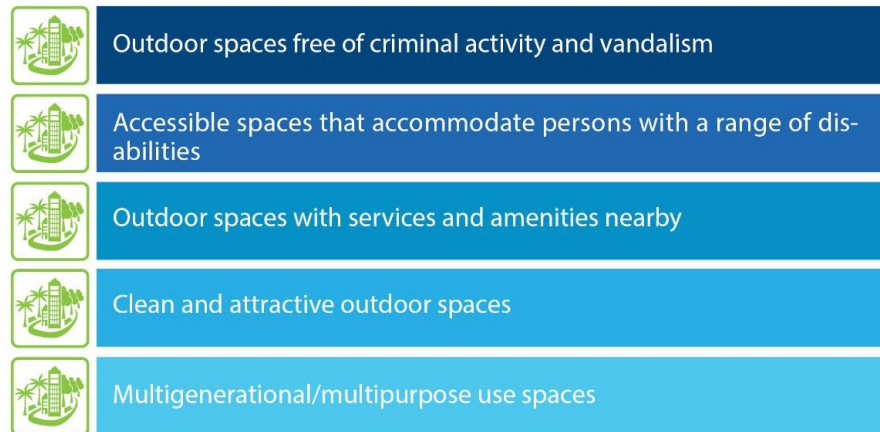 Outdoor spaces free of criminal activity and vandalism
Accessible spaces that accommodate persons with a range of dis-
abilities
Outdoor spaces with services and amenities nearby
Clean and attractive outdoor spaces
Multigenerational/multipurpose use spaces